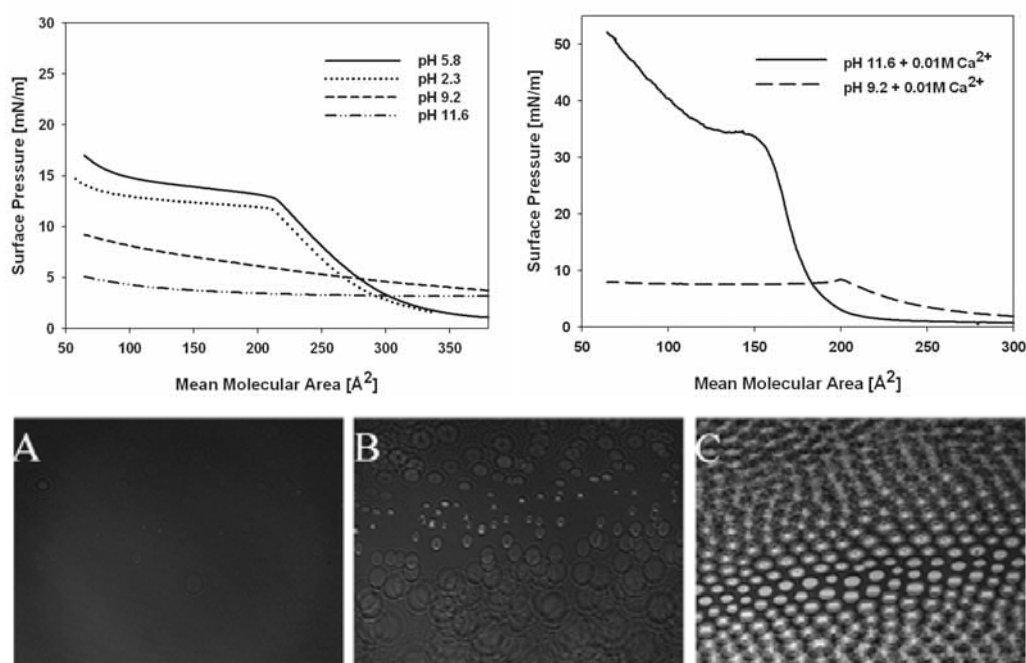 30
25
20
15
10
5
0
Surface Pressure [mN/m]
pH 5.8
pH 2.3
pH 9.2
pH 11.6
50 100 150 200 250 300 350
Mean Molecular Area [Å²]
50
40
30
20
10
0
Surface Pressure [mN/m]
pH 11.6 + 0.01M Ca²⁺
pH 9.2 + 0.01M Ca²⁺
50 100 150 200 250 300
Mean Molecular Area [Å²]
A B C